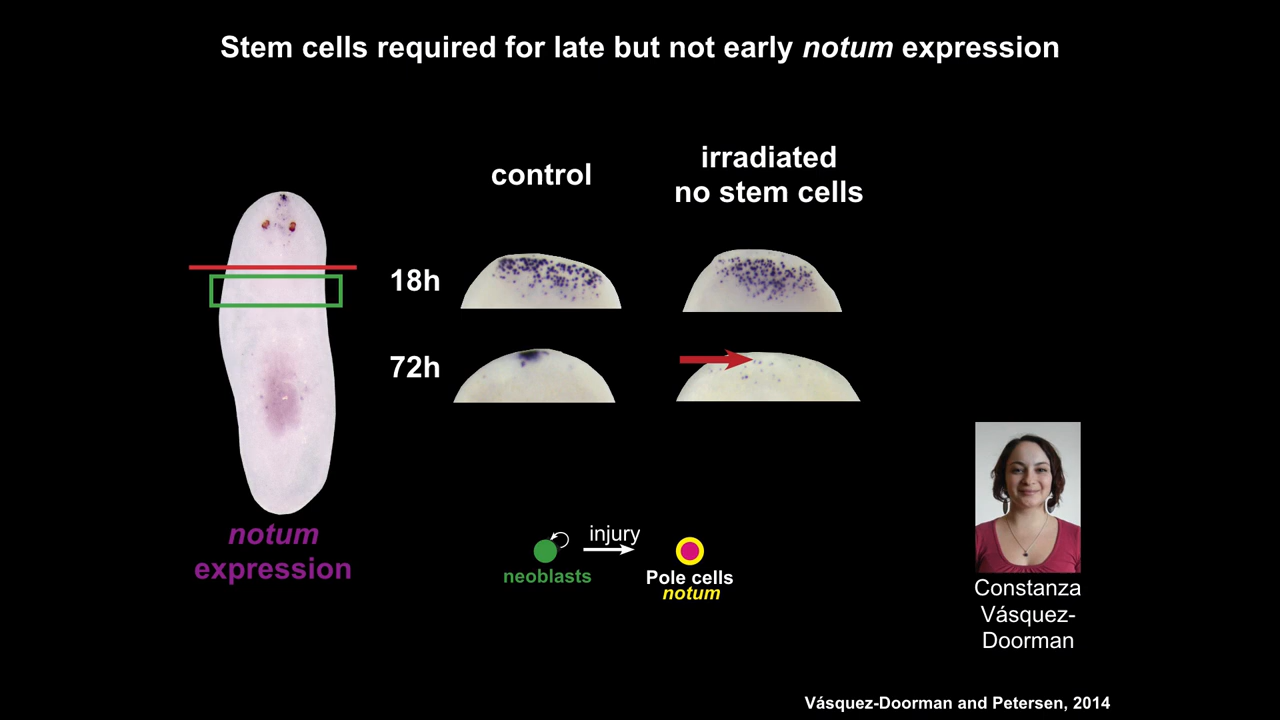 Stem cells required for late but not early notum expression
control
irradiated
no stem cells
18h
72h
notum
expression
neoblasts
injury
Pole cells
notum
Constanza
Vásquez-
Doorman
Vásquez-Doorman and Petersen, 2014